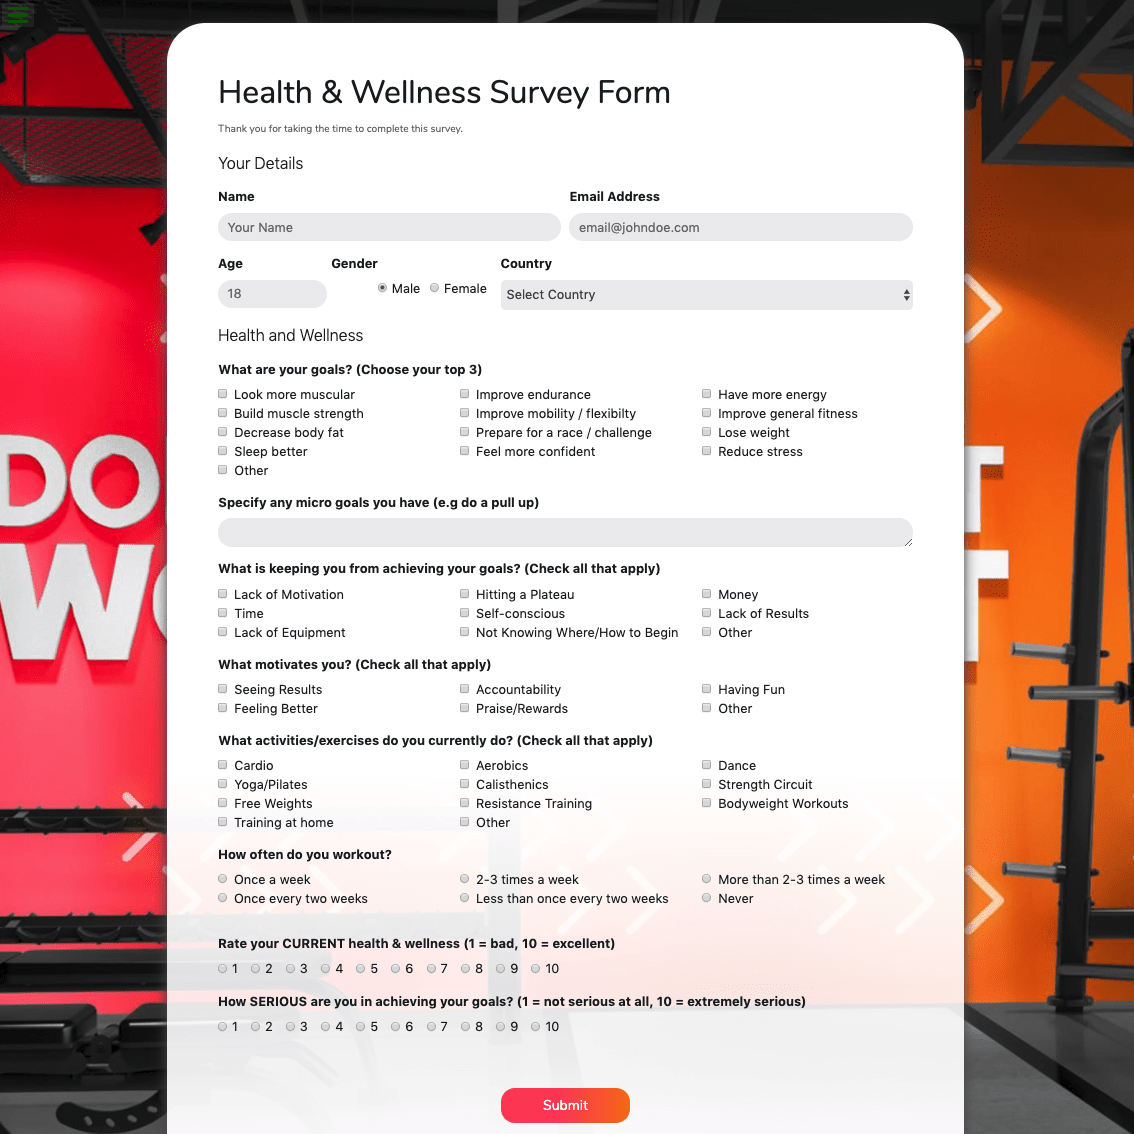 Health & Wellness Survey Form
Thank you for taking the time to complete this survey.
Your Details
Name Email Address
Your Name email@johndoe.com
Age Gender Country
18 Male Female Select Country
Health and Wellness
What are your goals? (Choose your top 3)
Look more muscular Improve endurance Have more energy
Build muscle strength Improve mobility / flexibilty Improve general fitness
Decrease body fat Prepare for a race / challenge Lose weight
Sleep better Feel more confident Reduce stress
Other
Specify any micro goals you have (e.g do a pull up)
What is keeping you from achieving your goals? (Check all that apply)
Lack of Motivation Hitting a Plateau Money
Time Self-conscious Lack of Results
Lack of Equipment Not Knowing Where/How to Begin Other
What motivates you? (Check all that apply)
Seeing Results Accountability Having Fun
Feeling Better Praise/Rewards Other
What activities/exercises do you currently do? (Check all that apply)
Cardio Aerobics Dance
Yoga/Pilates Calisthenics Strength Circuit
Free Weights Resistance Training Bodyweight Workouts
Training at home Other
How often do you workout?
Once a week 2-3 times a week More than 2-3 times a week
Once every two weeks Less than once every two weeks Never
Rate your CURRENT health & wellness (1 = bad, 10 = excellent)
1 2 3 4 5 6 7 8 9 10
How SERIOUS are you in achieving your goals? (1 = not serious at all, 10 = extremely serious)
1 2 3 4 5 6 7 8 9 10
Submit